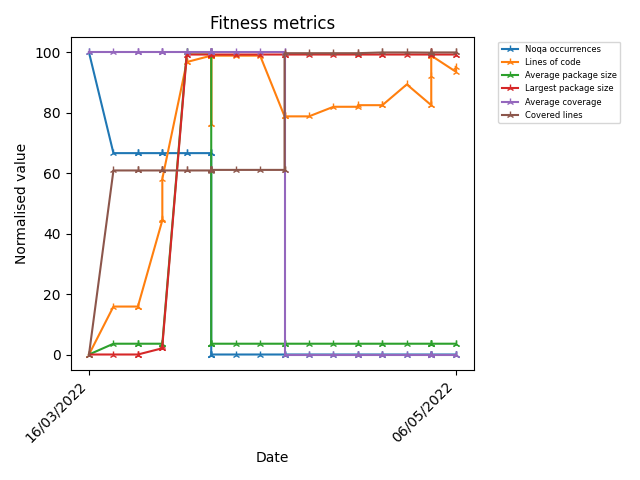 Fitness metrics
Normalised value
100
80
60
40
20
0
16/03/2022
06/05/2022
Date
Noqa occurrences
Lines of code
Average package size
Largest package size
Average coverage
Covered lines